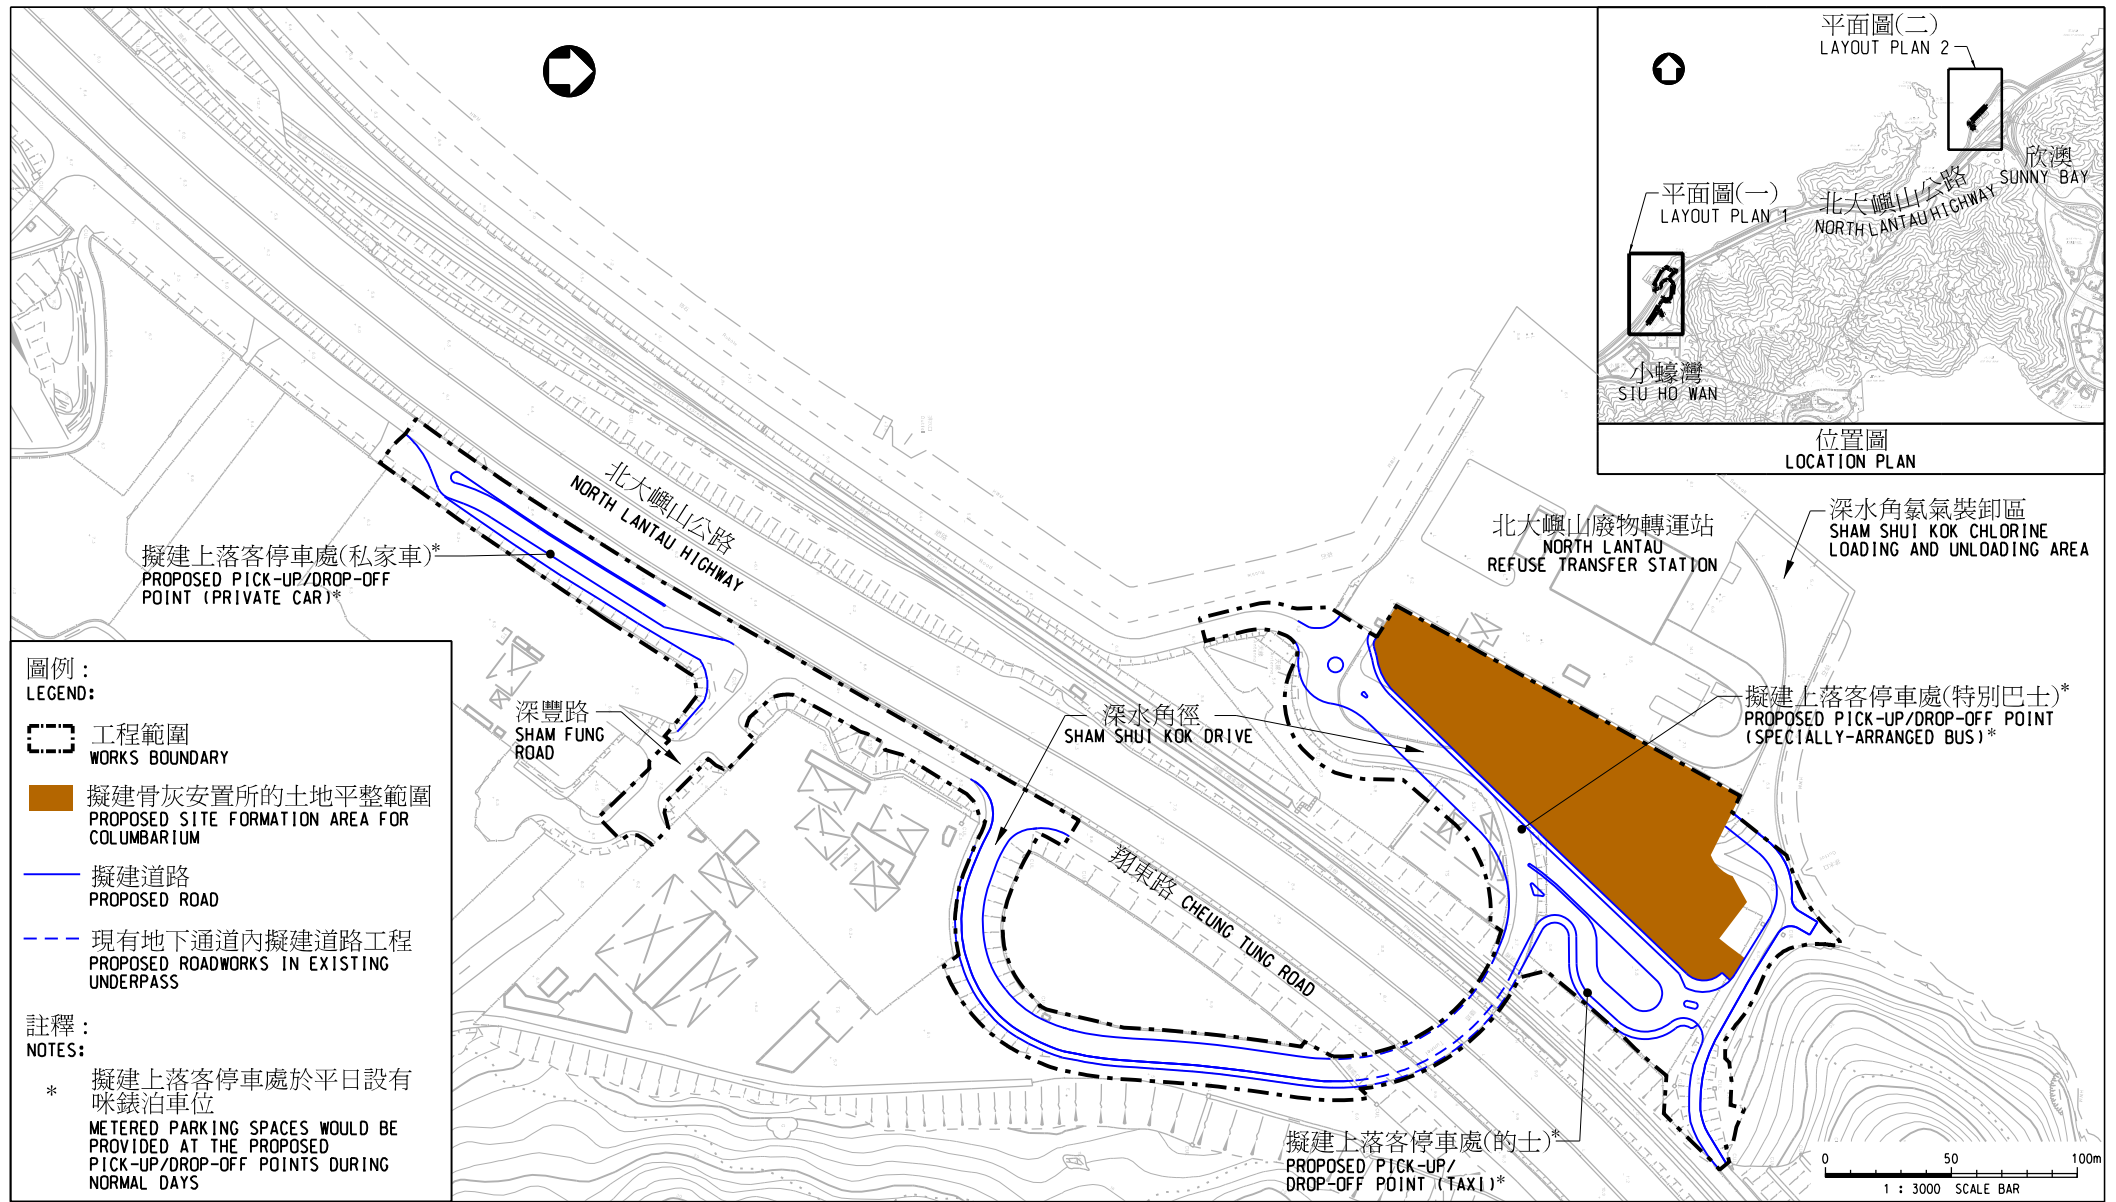 平面圖(二)
LAYOUT PLAN 2
欣澳
SUNNY BAY
平面圖(一)
LAYOUT PLAN 1
北大嶼山公路
NORTH LANTAU HIGHWAY
小蠔灣
SIU HO WAN
位置圖
LOCATION PLAN
北大嶼山公路
NORTH LANTAU HIGHWAY
擬建上落客停車處(私家車)*
PROPOSED PICK-UP/DROP-OFF
POINT (PRIVATE CAR)*
北大嶼山廢物轉運站
NORTH LANTAU
REFUSE TRANSFER STATION
深水角氯氣裝卸區
SHAM SHUI KOK CHLORINE
LOADING AND UNLOADING AREA
深豐路
SHAM FUNG
ROAD
深水角徑
SHAM SHUI KOK DRIVE
擬建上落客停車處(特別巴士)*
PROPOSED PICK-UP/DROP-OFF POINT
(SPECIALLY-ARRANGED BUS)*
翔東路 CHEUNG TUNG ROAD
擬建上落客停車處(的士)*
PROPOSED PICK-UP/
DROP-OFF POINT (TAXI)*
圖例:
LEGEND:
工程範圍
WORKS BOUNDARY
擬建骨灰安置所的土地平整範圍
PROPOSED SITE FORMATION AREA FOR
COLUMBARIUM
擬建道路
PROPOSED ROAD
現有地下通道內擬建道路工程
PROPOSED ROADWORKS IN EXISTING
UNDERPASS
註釋:
NOTES:
* 擬建上落客停車處於平日設有
咪錶泊車位
METERED PARKING SPACES WOULD BE
PROVIDED AT THE PROPOSED
PICK-UP/DROP-OFF POINTS DURING
NORMAL DAYS
0 50 100m
1 : 3000 SCALE BAR